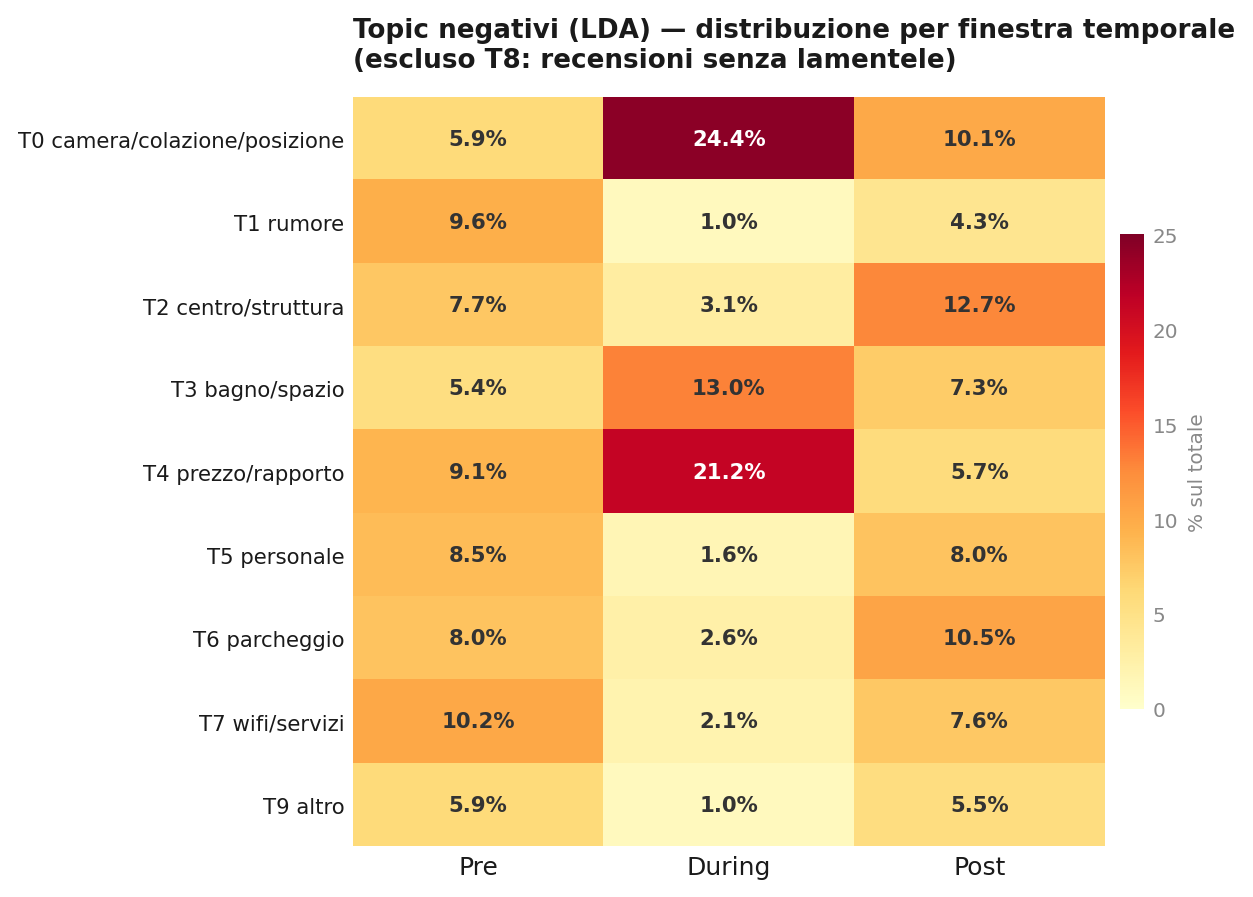 Topic negativi (LDA) — distribuzione per finestra temporale
(escluso T8: recensioni senza lamentele)
T0 camera/colazione/posizione 5.9% 24.4% 10.1%
T1 rumore 9.6% 1.0% 4.3%
T2 centro/struttura 7.7% 3.1% 12.7%
T3 bagno/spazio 5.4% 13.0% 7.3%
T4 prezzo/rapporto 9.1% 21.2% 5.7%
T5 personale 8.5% 1.6% 8.0%
T6 parcheggio 8.0% 2.6% 10.5%
T7 wifi/servizi 10.2% 2.1% 7.6%
T9 altro 5.9% 1.0% 5.5%
Pre During Post
25
20
15
10
5
0
% sul totale